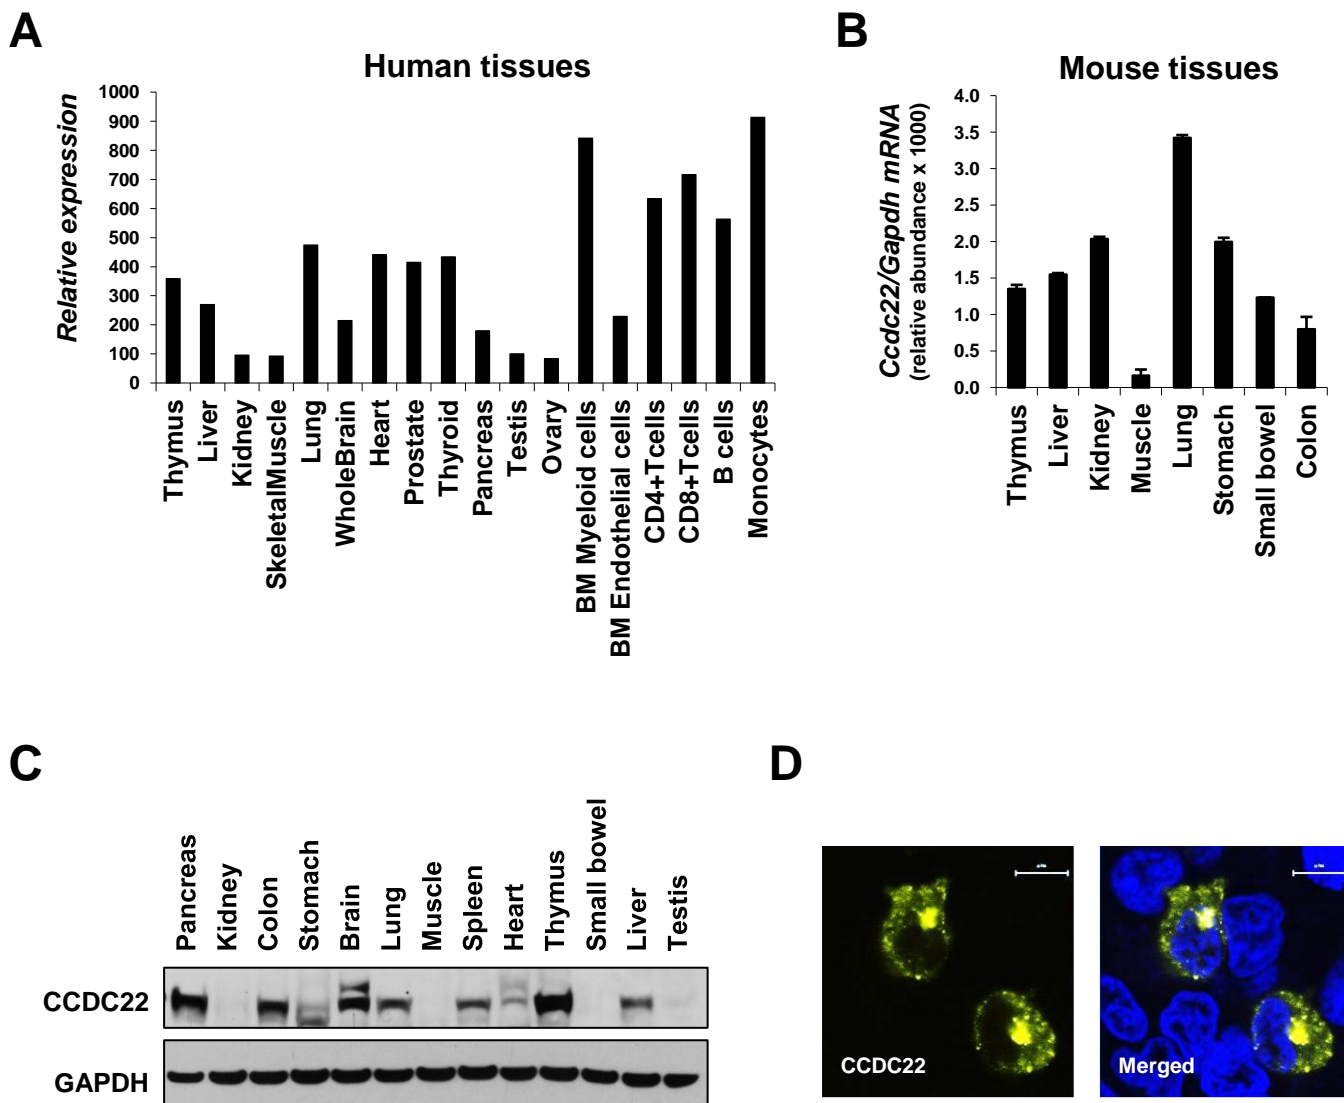 A
Human tissues
Relative expression
1000
900
800
700
600
500
400
300
200
100
0
Thymus
Liver
Kidney
SkeletalMuscle
Lung
WholeBrain
Heart
Prostate
Thyroid
Pancreas
Testis
Ovary
BM Myeloid cells
BM Endothelial cells
CD4+Tcells
CD8+Tcells
B cells
Monocytes
B
Mouse tissues
Ccdc22/Gapdh mRNA
(relative abundance x 1000)
4.0
3.5
3.0
2.5
2.0
1.5
1.0
0.5
0.0
Thymus
Liver
Kidney
Muscle
Lung
Stomach
Small bowel
Colon
C
Pancreas
Kidney
Colon
Stomach
Brain
Lung
Muscle
Spleen
Heart
Thymus
Small bowel
Liver
Testis
CCDC22
GAPDH
D
CCDC22
Merged